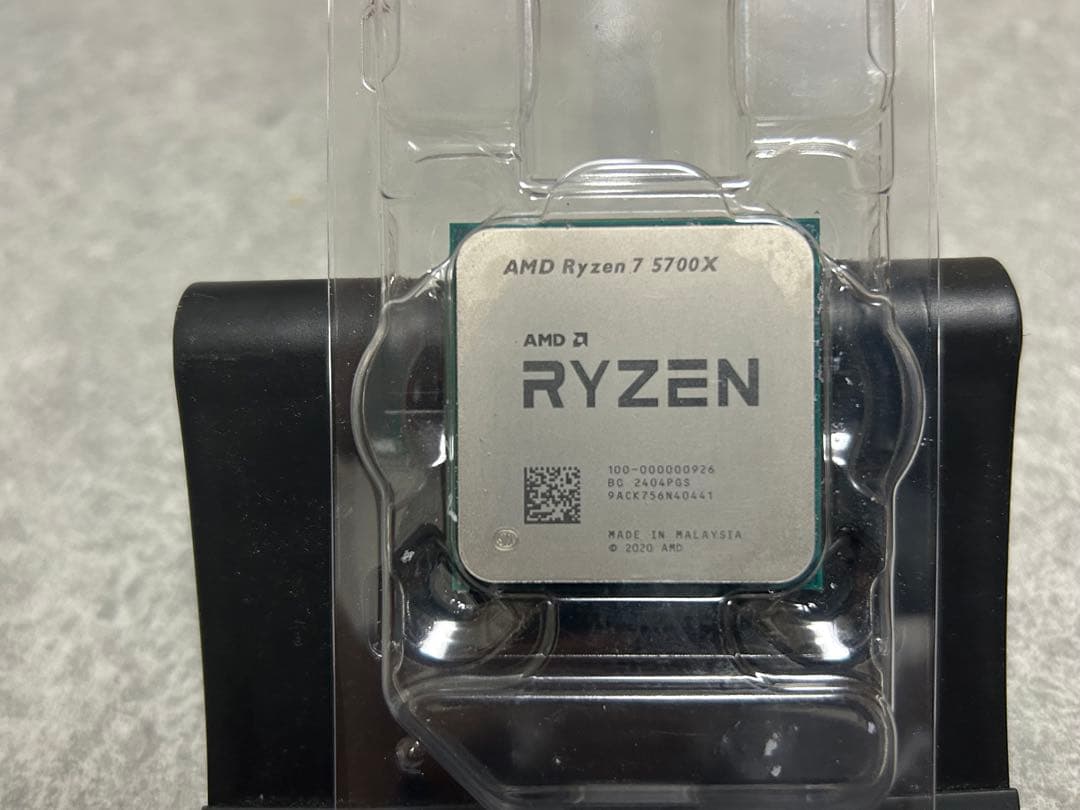 AMD Ryzen 7 5700X
AMD
RYZEN
100-000000926
BG 2404PGS
9ACK756N40441
MADE IN MALAYSIA
© 2020 AMD